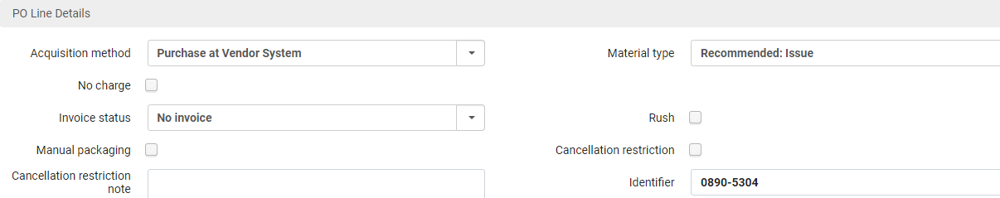 PO Line Details
Acquisition method Purchase at Vendor System Material type Recommended: Issue
No charge
Invoice status No invoice Rush
Manual packaging Cancellation restriction
Cancellation restriction
note
Identifier 0890-5304